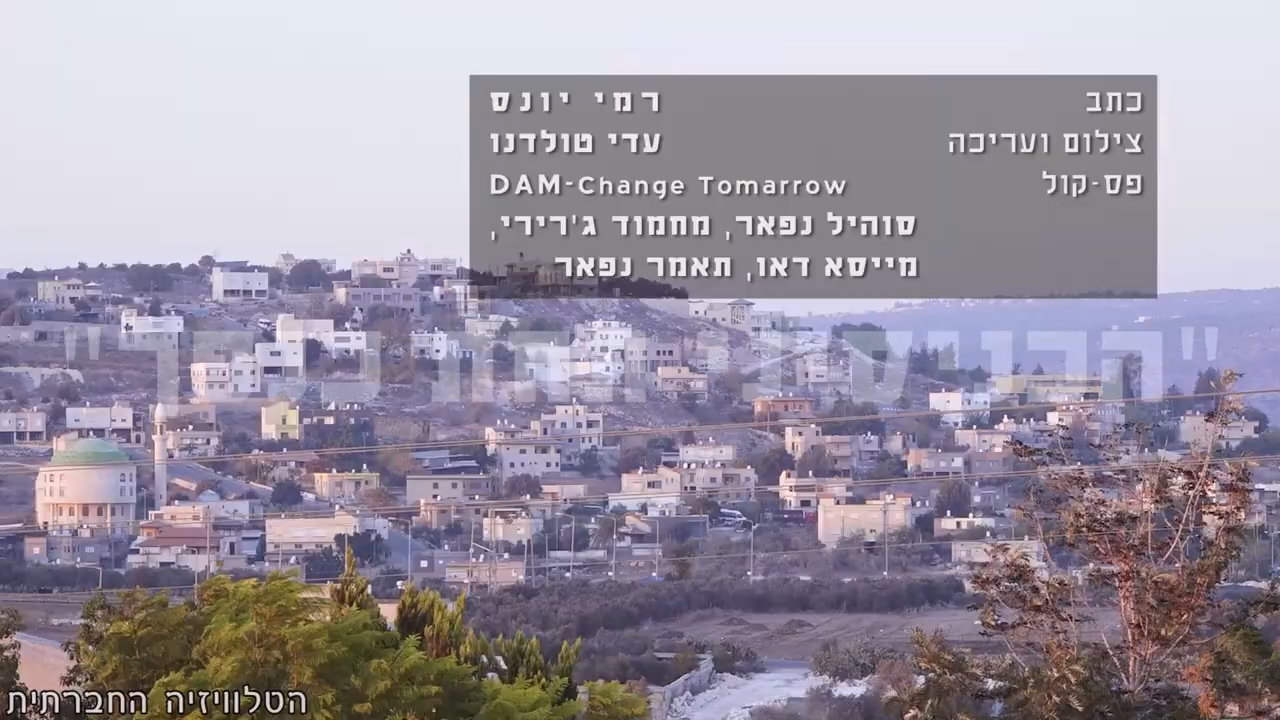 כתב רמי יונס
צילום ועריכה עדי טולדנו
פס-קול DAM-Change Tomarrow
סוהיל נפאר, מחמוד ג'רירי,
מייסא דאו, תאמר נפאר
הטלוויזיה החברתית